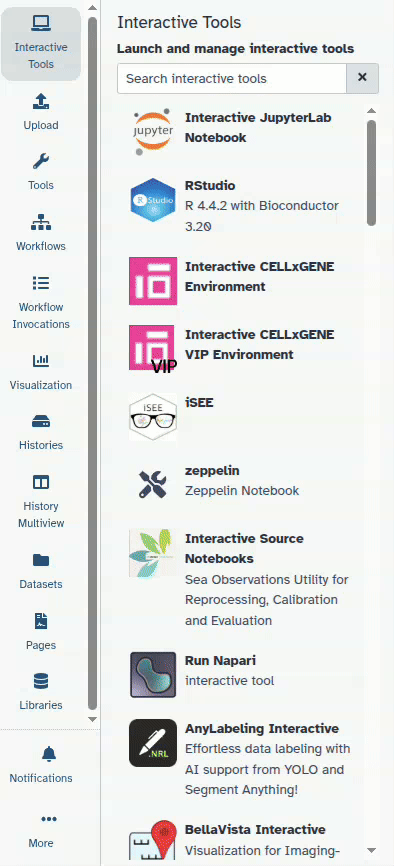 Interactive
Tools
Upload
Tools
Workflows
Workflow
Invocations
Visualization
Histories
History
Multiview
Datasets
Pages
Libraries
Notifications
More
Interactive Tools
Launch and manage interactive tools
Search interactive tools
jupyter
Interactive JupyterLab
Notebook
R Studio
RStudio
R 4.4.2 with Bioconductor
3.20
Interactive CELLxGENE
Environment
VIP
Interactive CELLxGENE
VIP Environment
iSEE
iSEE
zeppelin
Zeppelin Notebook
Interactive Source
Notebooks
Sea Observations Utility for
Reprocessing, Calibration
and Evaluation
Run Napari
interactive tool
.NRL
AnyLabeling Interactive
Effortless data labeling with
AI support from YOLO and
Segment Anything!
BellaVista Interactive
Visualization for Imaging-